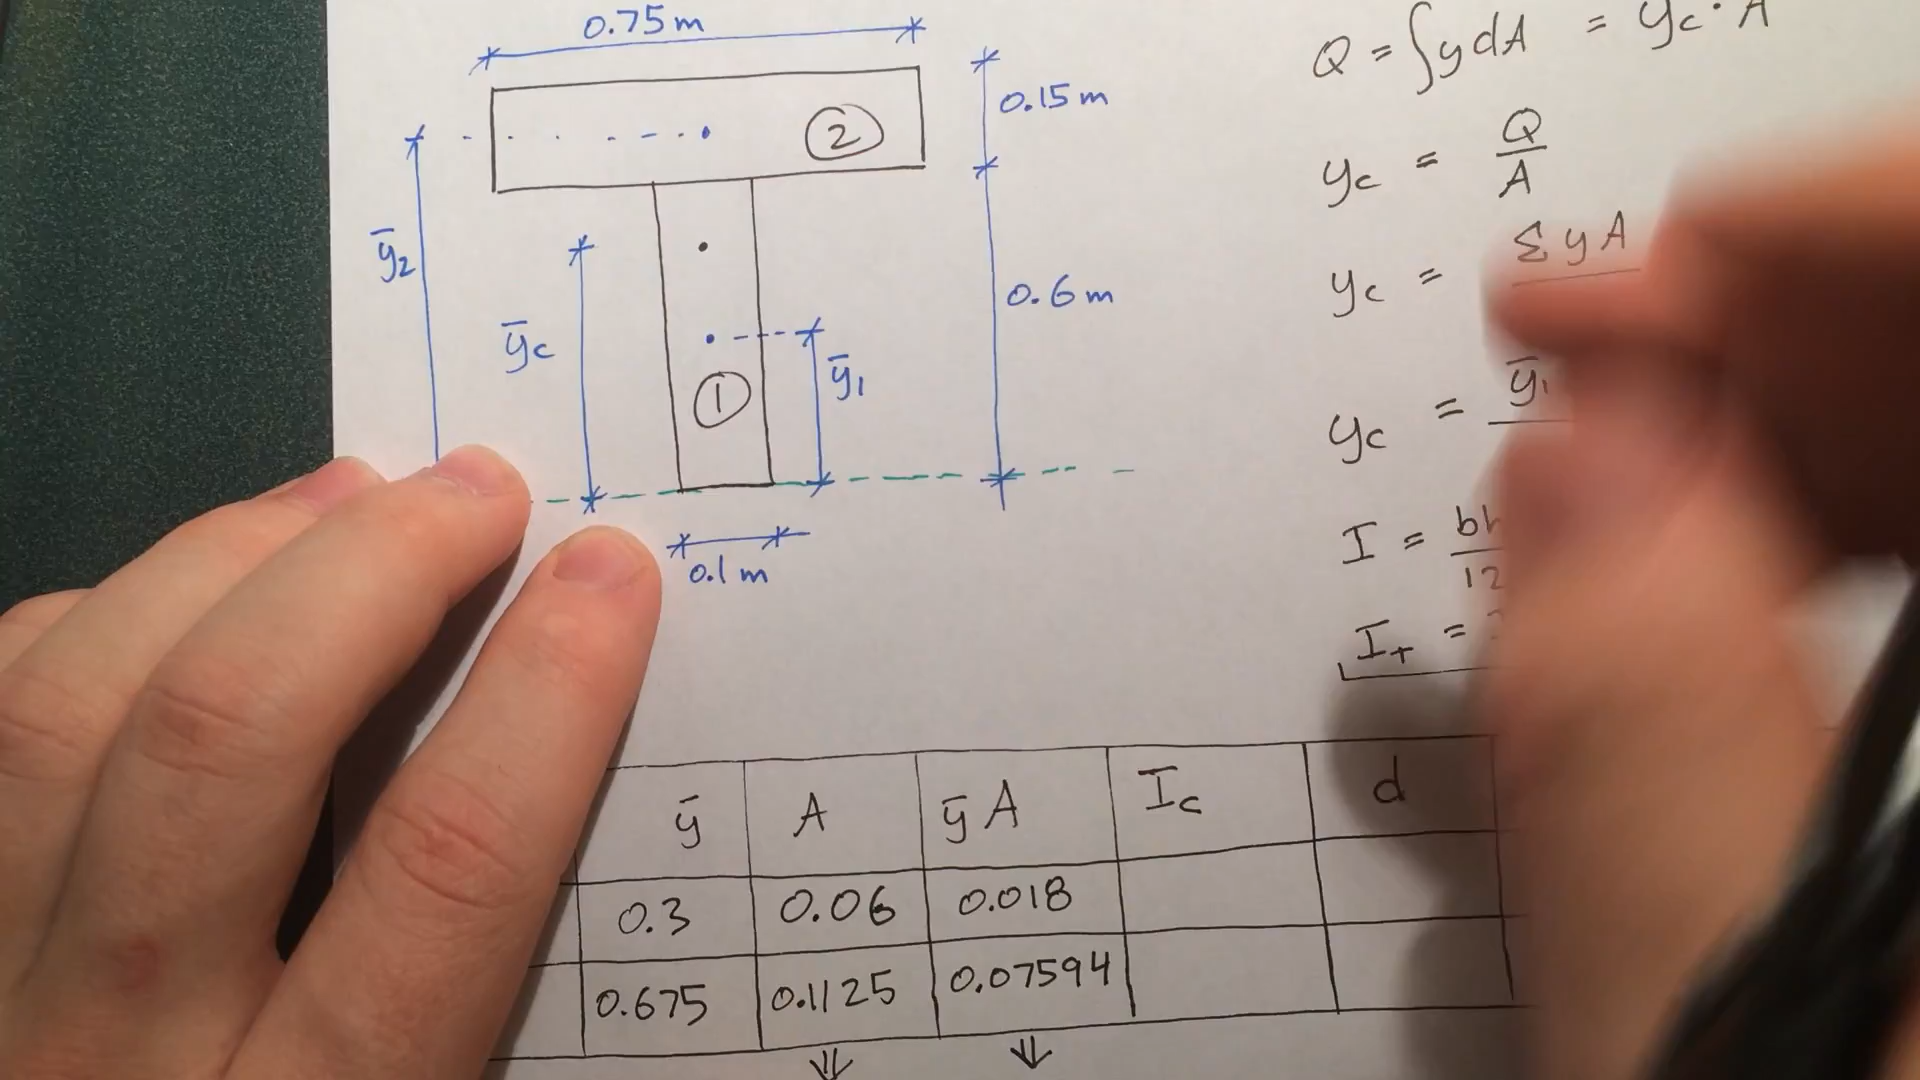 0.75 m
0.15 m
②
ȳ2
ȳc
0.6 m
ȳ1
①
0.1 m
Q = ∫ y dA = yc · A
yc = Q / A
yc = Σ y A
yc = ȳ1
I =
12
I+ =
ȳ A ȳ A Ic d
0.3 0.06 0.018
0.675 0.1125 0.07594